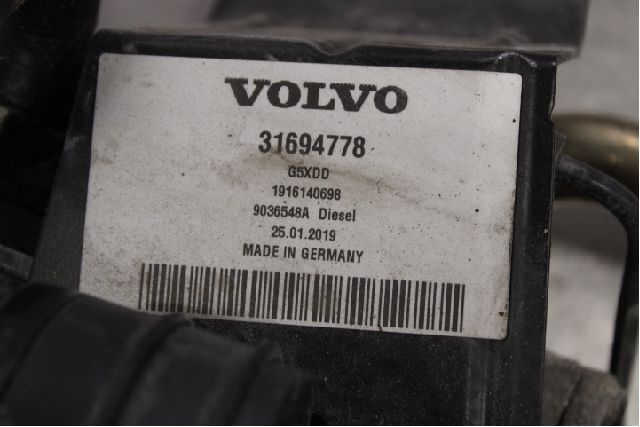 VOLVO
31694778
G5XDD
1916140698
9036548A Diesel
25.01.2019
MADE IN GERMANY